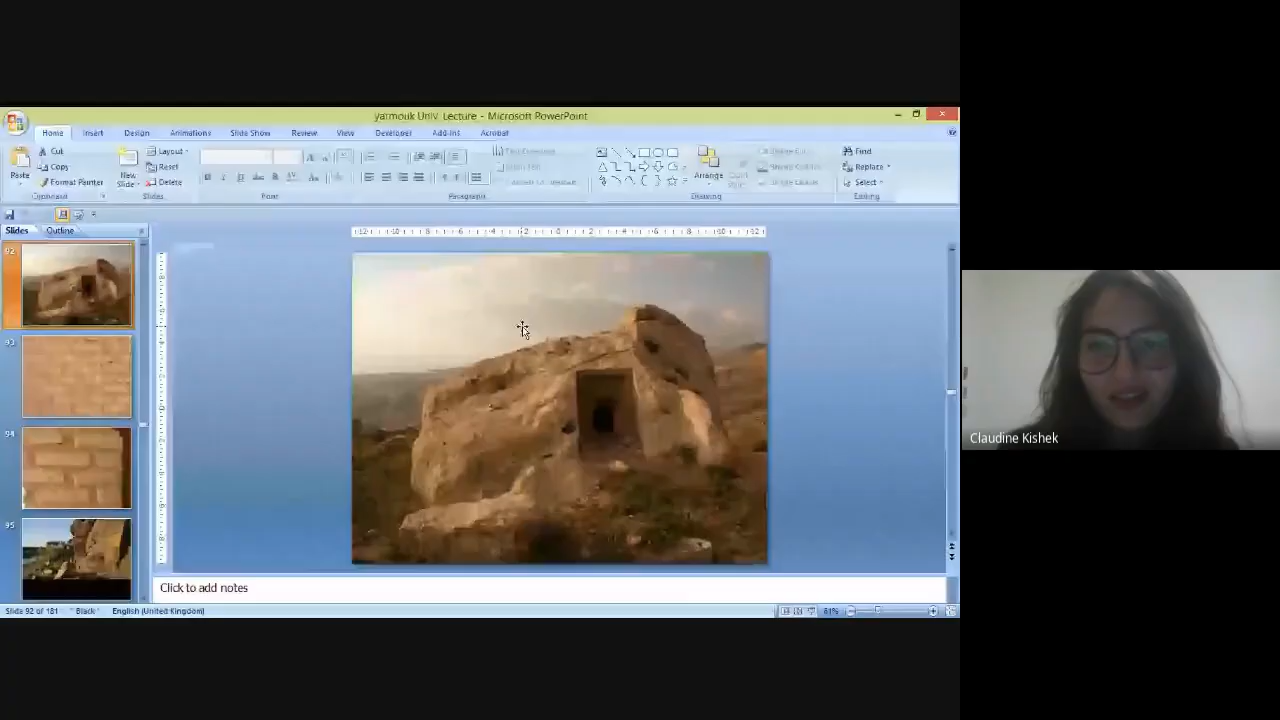 yarmouk Univ. Lecture - Microsoft PowerPoint
Home Insert Design Animations Slide Show Review View Developer Add-Ins Acrobat
Paste
Cut
Copy
Format Painter
New Slide
Layout
Reset
Delete
Slides
Font
Paragraph
Arrange
Drawing
Find
Replace
Select
Editing
Slides Outline
92
93
94
95
Click to add notes
Slide 92 of 181 "Black" English (United Kingdom) 61%
Claudine Kishek